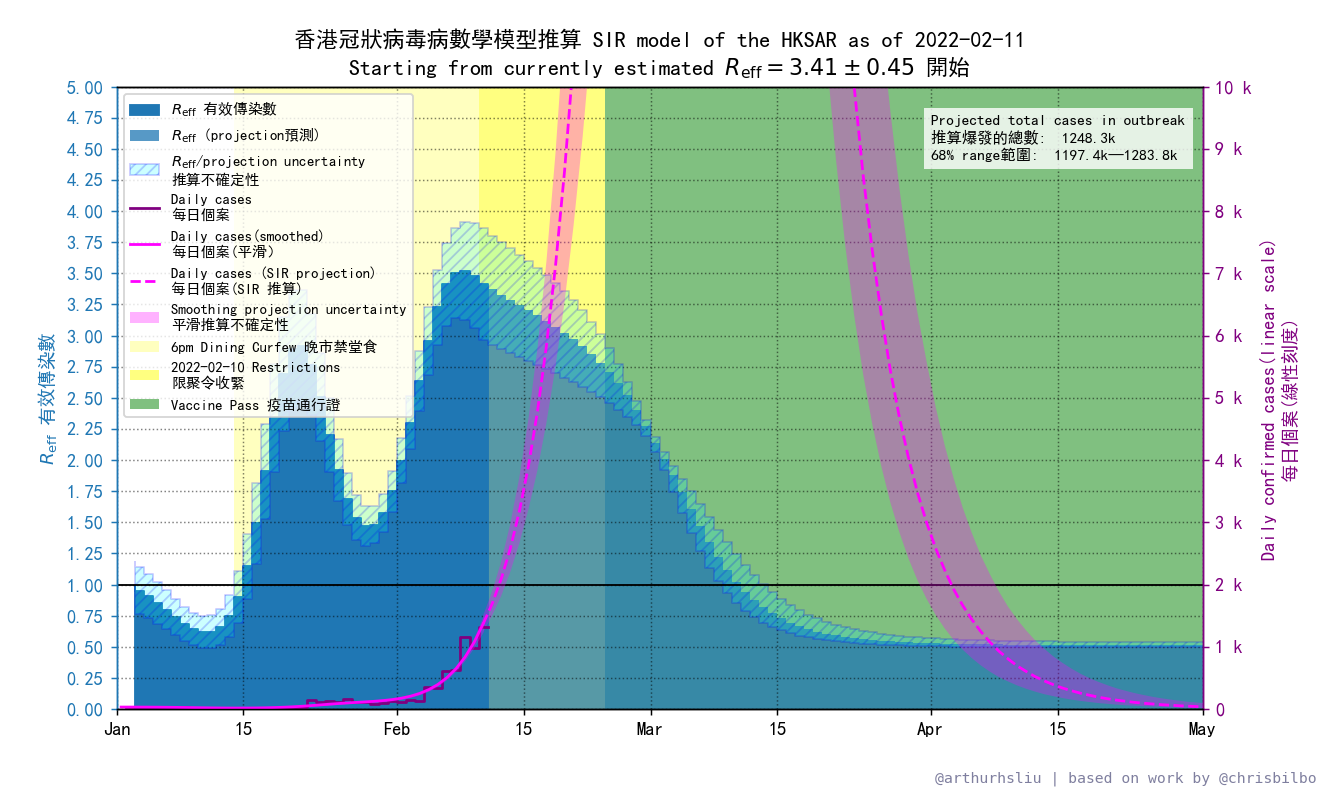 香港冠狀病毒病數學模型推算 SIR model of the HKSAR as of 2022-02-11
Starting from currently estimated Reff = 3.41 ± 0.45 開始
5.00
4.75
4.50
4.25
4.00
3.75
3.50
3.25
3.00
2.75
2.50
2.25
2.00
1.75
1.50
1.25
1.00
0.75
0.50
0.25
0.00
Reff 有效傳染數
Reff 有效傳染數
Reff (projection預測)
Reff/projection uncertainty
推算不確定性
Daily cases
每日個案
Daily cases(smoothed)
每日個案(平滑)
Daily cases (SIR projection)
每日個案(SIR 推算)
Smoothing projection uncertainty
平滑推算不確定性
6pm Dining Curfew 晚市禁堂食
2022-02-10 Restrictions
限聚令收緊
Vaccine Pass 疫苗通行證
Projected total cases in outbreak
推算爆發的總數: 1248.3k
68% range範圍: 1197.4k—1283.8k
10 k
9 k
8 k
7 k
6 k
5 k
4 k
3 k
2 k
1 k
0
Daily confirmed cases(linear scale)
每日個案(線性刻度)
Jan
15
Feb
15
Mar
15
Apr
15
May
@arthurhsliu | based on work by @chrisbilbo